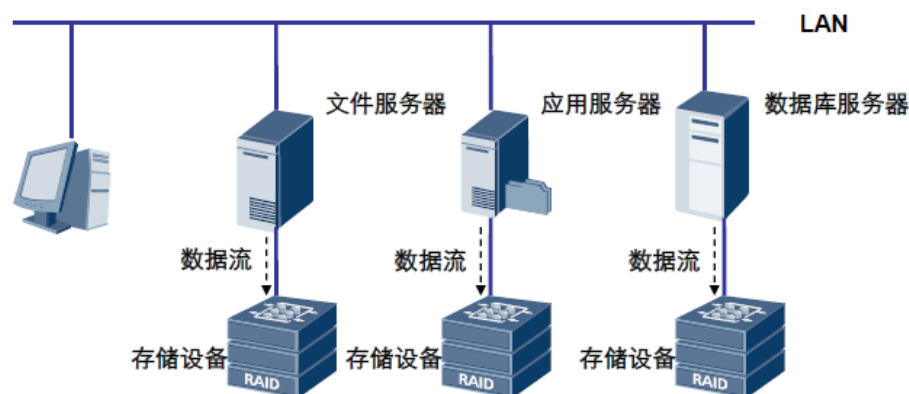 LAN
文件服务器
应用服务器
数据库服务器
数据流
数据流
数据流
存储设备
存储设备
存储设备
RAID
RAID
RAID